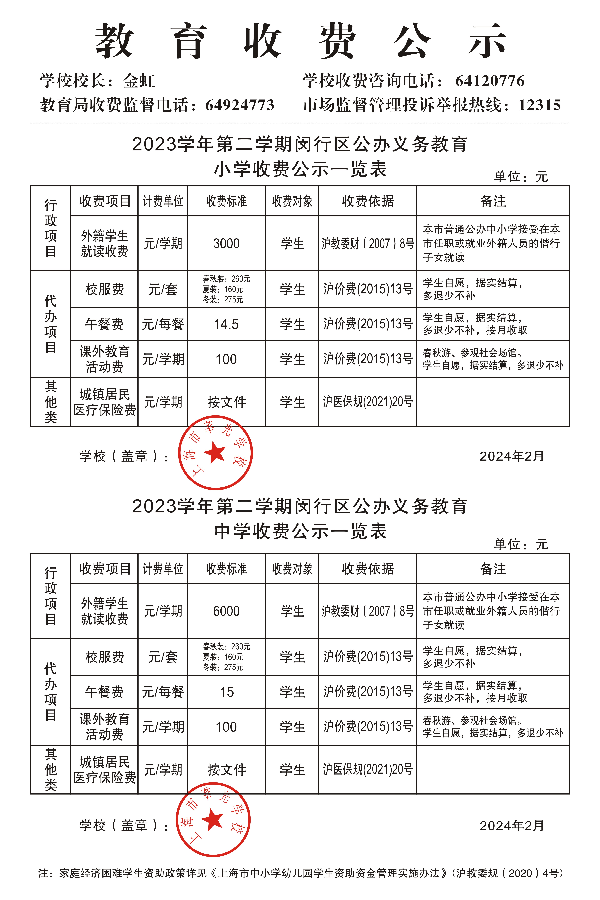 教育收费公示
学校校长：金虹 学校收费咨询电话：64120776
教育局收费监督电话：64924773 市场监督管理投诉举报热线：12315
2023学年第二学期闵行区公办义务教育
小学收费公示一览表
单位：元
行政项目 收费项目 计费单位 收费标准 收费对象 收费依据 备注
外籍学生就读收费 元/学期 3000 学生 沪教委财（2007）8号 本市普通公办中小学接受在本市任职或就业外籍人员的偕行子女就读
代办项目 校服费 元/套 春秋装：260元 夏装：160元 冬装：275元 学生 沪价费(2015)13号 学生自愿，据实结算，多退少不补
午餐费 元/每餐 14.5 学生 沪价费(2015)13号 学生自愿，据实结算，多退少不补，按月收取
课外教育活动费 元/学期 100 学生 沪价费(2015)13号 春秋游、参观社会场馆。学生自愿，据实结算，多退少不补
其他类 城镇居民医疗保险费 元/学期 按文件 学生 沪医保规(2021)20号
学校（盖章）： 2024年2月
2023学年第二学期闵行区公办义务教育
中学收费公示一览表
单位：元
行政项目 收费项目 计费单位 收费标准 收费对象 收费依据 备注
外籍学生就读收费 元/学期 6000 学生 沪教委财（2007）8号 本市普通公办中小学接受在本市任职或就业外籍人员的偕行子女就读
代办项目 校服费 元/套 春秋装：260元 夏装：160元 冬装：275元 学生 沪价费(2015)13号 学生自愿，据实结算，多退少不补
午餐费 元/每餐 15 学生 沪价费(2015)13号 学生自愿，据实结算，多退少不补，按月收取
课外教育活动费 元/学期 100 学生 沪价费(2015)13号 春秋游、参观社会场馆。学生自愿，据实结算，多退少不补
其他类 城镇居民医疗保险费 元/学期 按文件 学生 沪医保规(2021)20号
学校（盖章）： 2024年2月
注：家庭经济困难学生资助政策详见《上海市中小学幼儿园学生资助资金管理实施办法》（沪教委规（2020）4号）